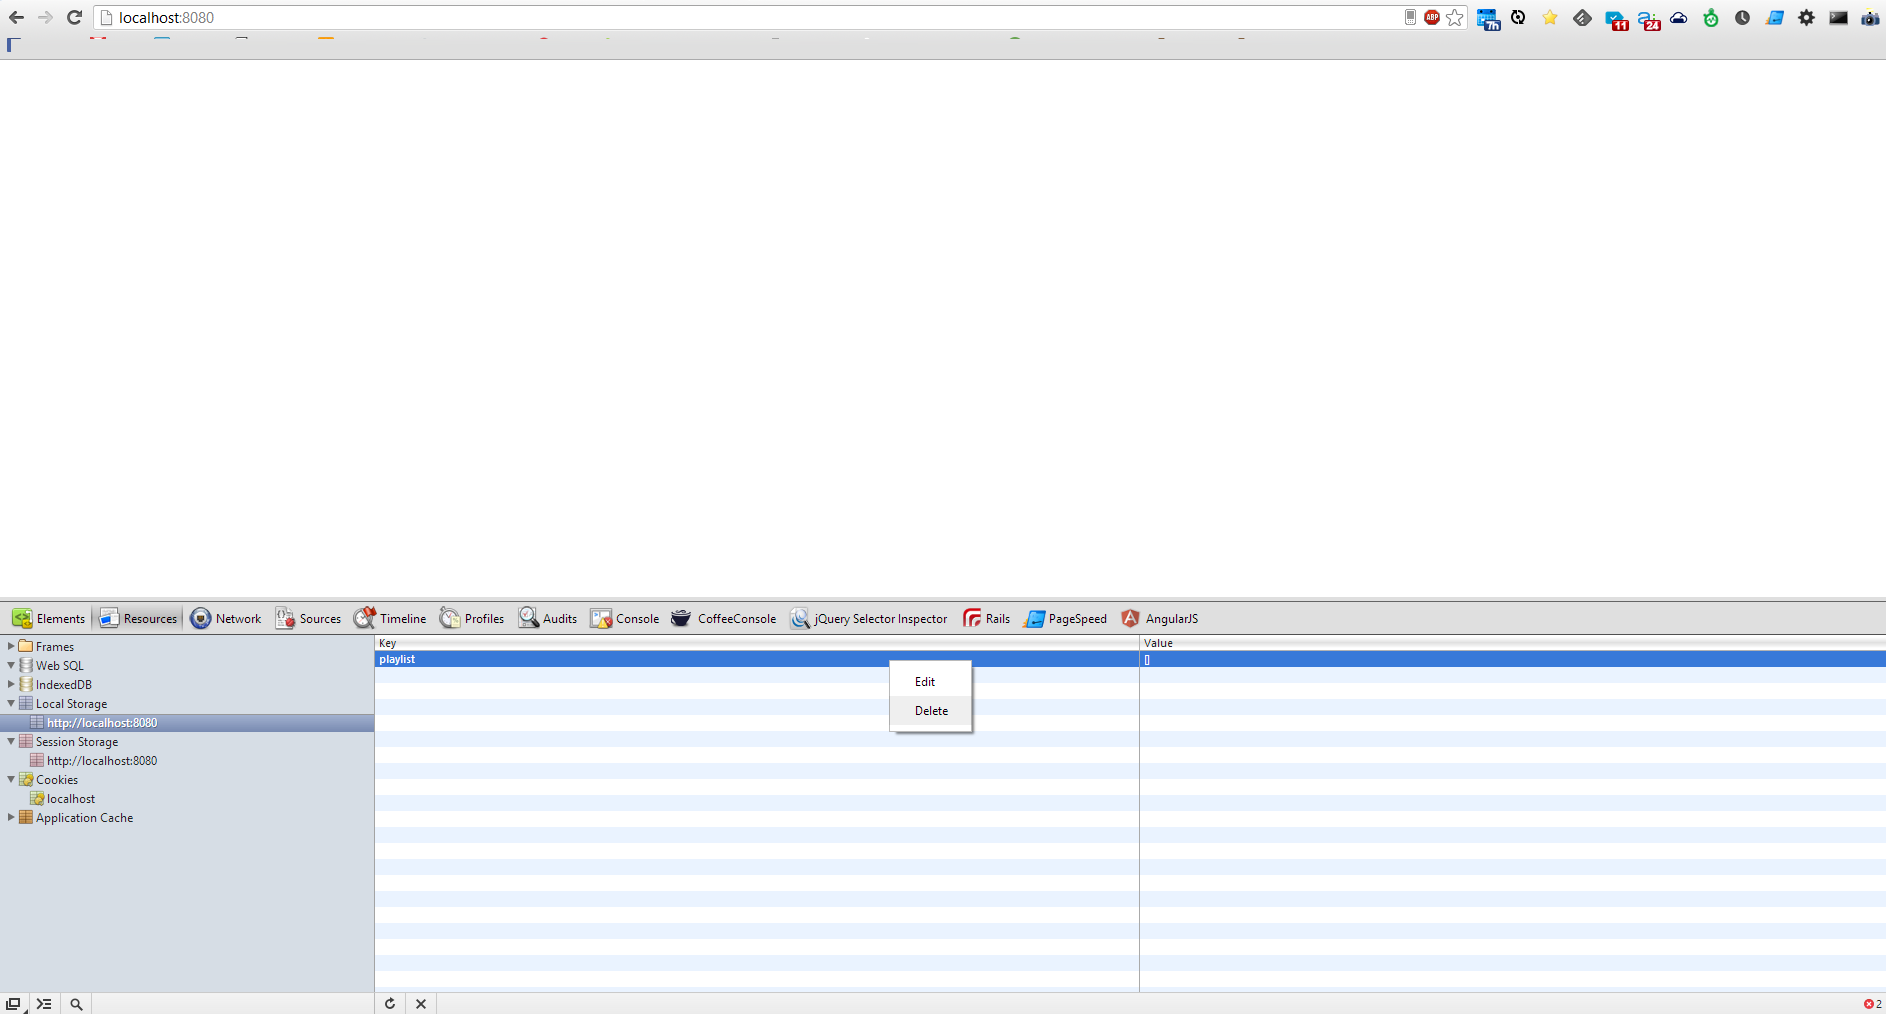 localhost:8080
ABP
7h
11
24
Elements Resources Network Sources Timeline Profiles Audits Console CoffeeConsole jQuery Selector Inspector Rails PageSpeed AngularJS
Frames
Web SQL
IndexedDB
Local Storage
http://localhost:8080
Session Storage
http://localhost:8080
Cookies
localhost
Application Cache
Key Value
playlist []
Edit
Delete
2